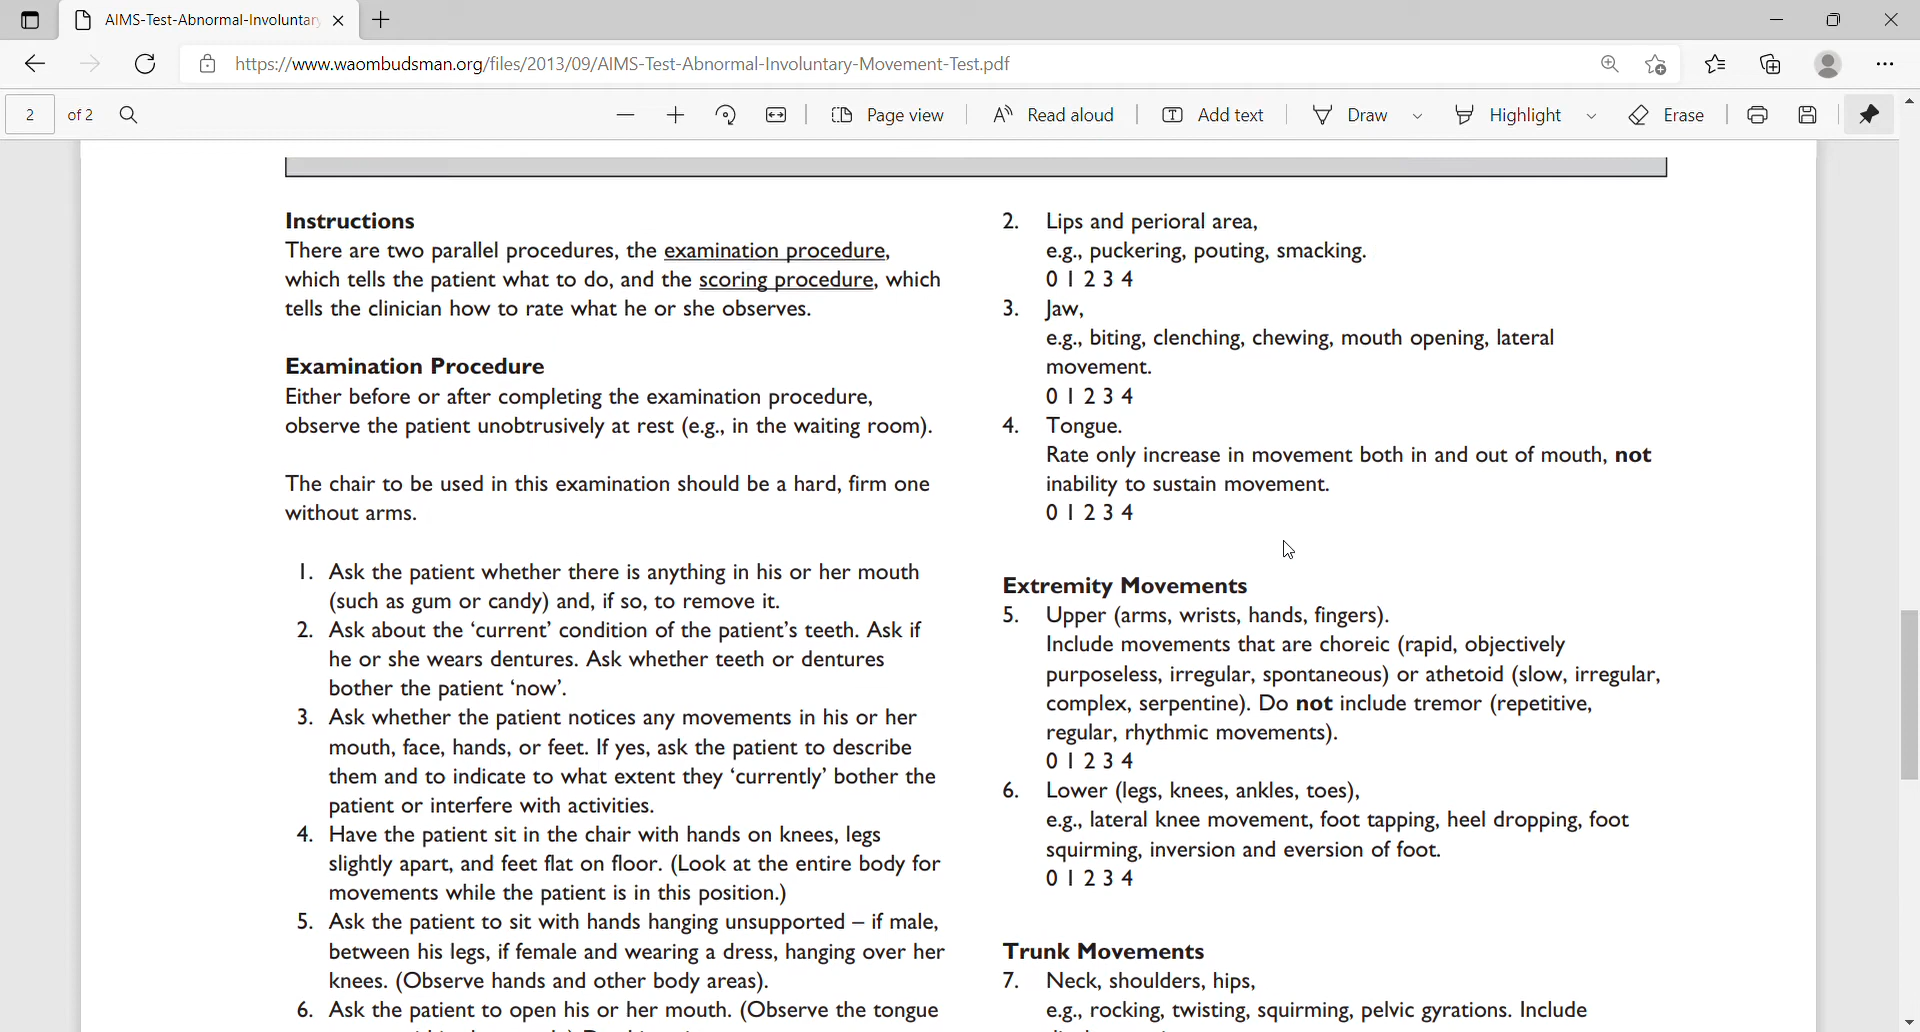 AIMS-Test-Abnormal-Involuntary
https://www.waombudsman.org/files/2013/09/AIMS-Test-Abnormal-Involuntary-Movement-Test.pdf
2 of 2 Page view Read aloud Add text Draw Highlight Erase
Instructions
There are two parallel procedures, the examination procedure,
which tells the patient what to do, and the scoring procedure, which
tells the clinician how to rate what he or she observes.
Examination Procedure
Either before or after completing the examination procedure,
observe the patient unobtrusively at rest (e.g., in the waiting room).
The chair to be used in this examination should be a hard, firm one
without arms.
1. Ask the patient whether there is anything in his or her mouth
(such as gum or candy) and, if so, to remove it.
2. Ask about the ‘current’ condition of the patient’s teeth. Ask if
he or she wears dentures. Ask whether teeth or dentures
bother the patient ‘now’.
3. Ask whether the patient notices any movements in his or her
mouth, face, hands, or feet. If yes, ask the patient to describe
them and to indicate to what extent they ‘currently’ bother the
patient or interfere with activities.
4. Have the patient sit in the chair with hands on knees, legs
slightly apart, and feet flat on floor. (Look at the entire body for
movements while the patient is in this position.)
5. Ask the patient to sit with hands hanging unsupported – if male,
between his legs, if female and wearing a dress, hanging over her
knees. (Observe hands and other body areas).
6. Ask the patient to open his or her mouth. (Observe the tongue
2. Lips and perioral area,
e.g., puckering, pouting, smacking.
0 1 2 3 4
3. Jaw,
e.g., biting, clenching, chewing, mouth opening, lateral
movement.
0 1 2 3 4
4. Tongue.
Rate only increase in movement both in and out of mouth, not
inability to sustain movement.
0 1 2 3 4
Extremity Movements
5. Upper (arms, wrists, hands, fingers).
Include movements that are choreic (rapid, objectively
purposeless, irregular, spontaneous) or athetoid (slow, irregular,
complex, serpentine). Do not include tremor (repetitive,
regular, rhythmic movements).
0 1 2 3 4
6. Lower (legs, knees, ankles, toes),
e.g., lateral knee movement, foot tapping, heel dropping, foot
squirming, inversion and eversion of foot.
0 1 2 3 4
Trunk Movements
7. Neck, shoulders, hips,
e.g., rocking, twisting, squirming, pelvic gyrations. Include